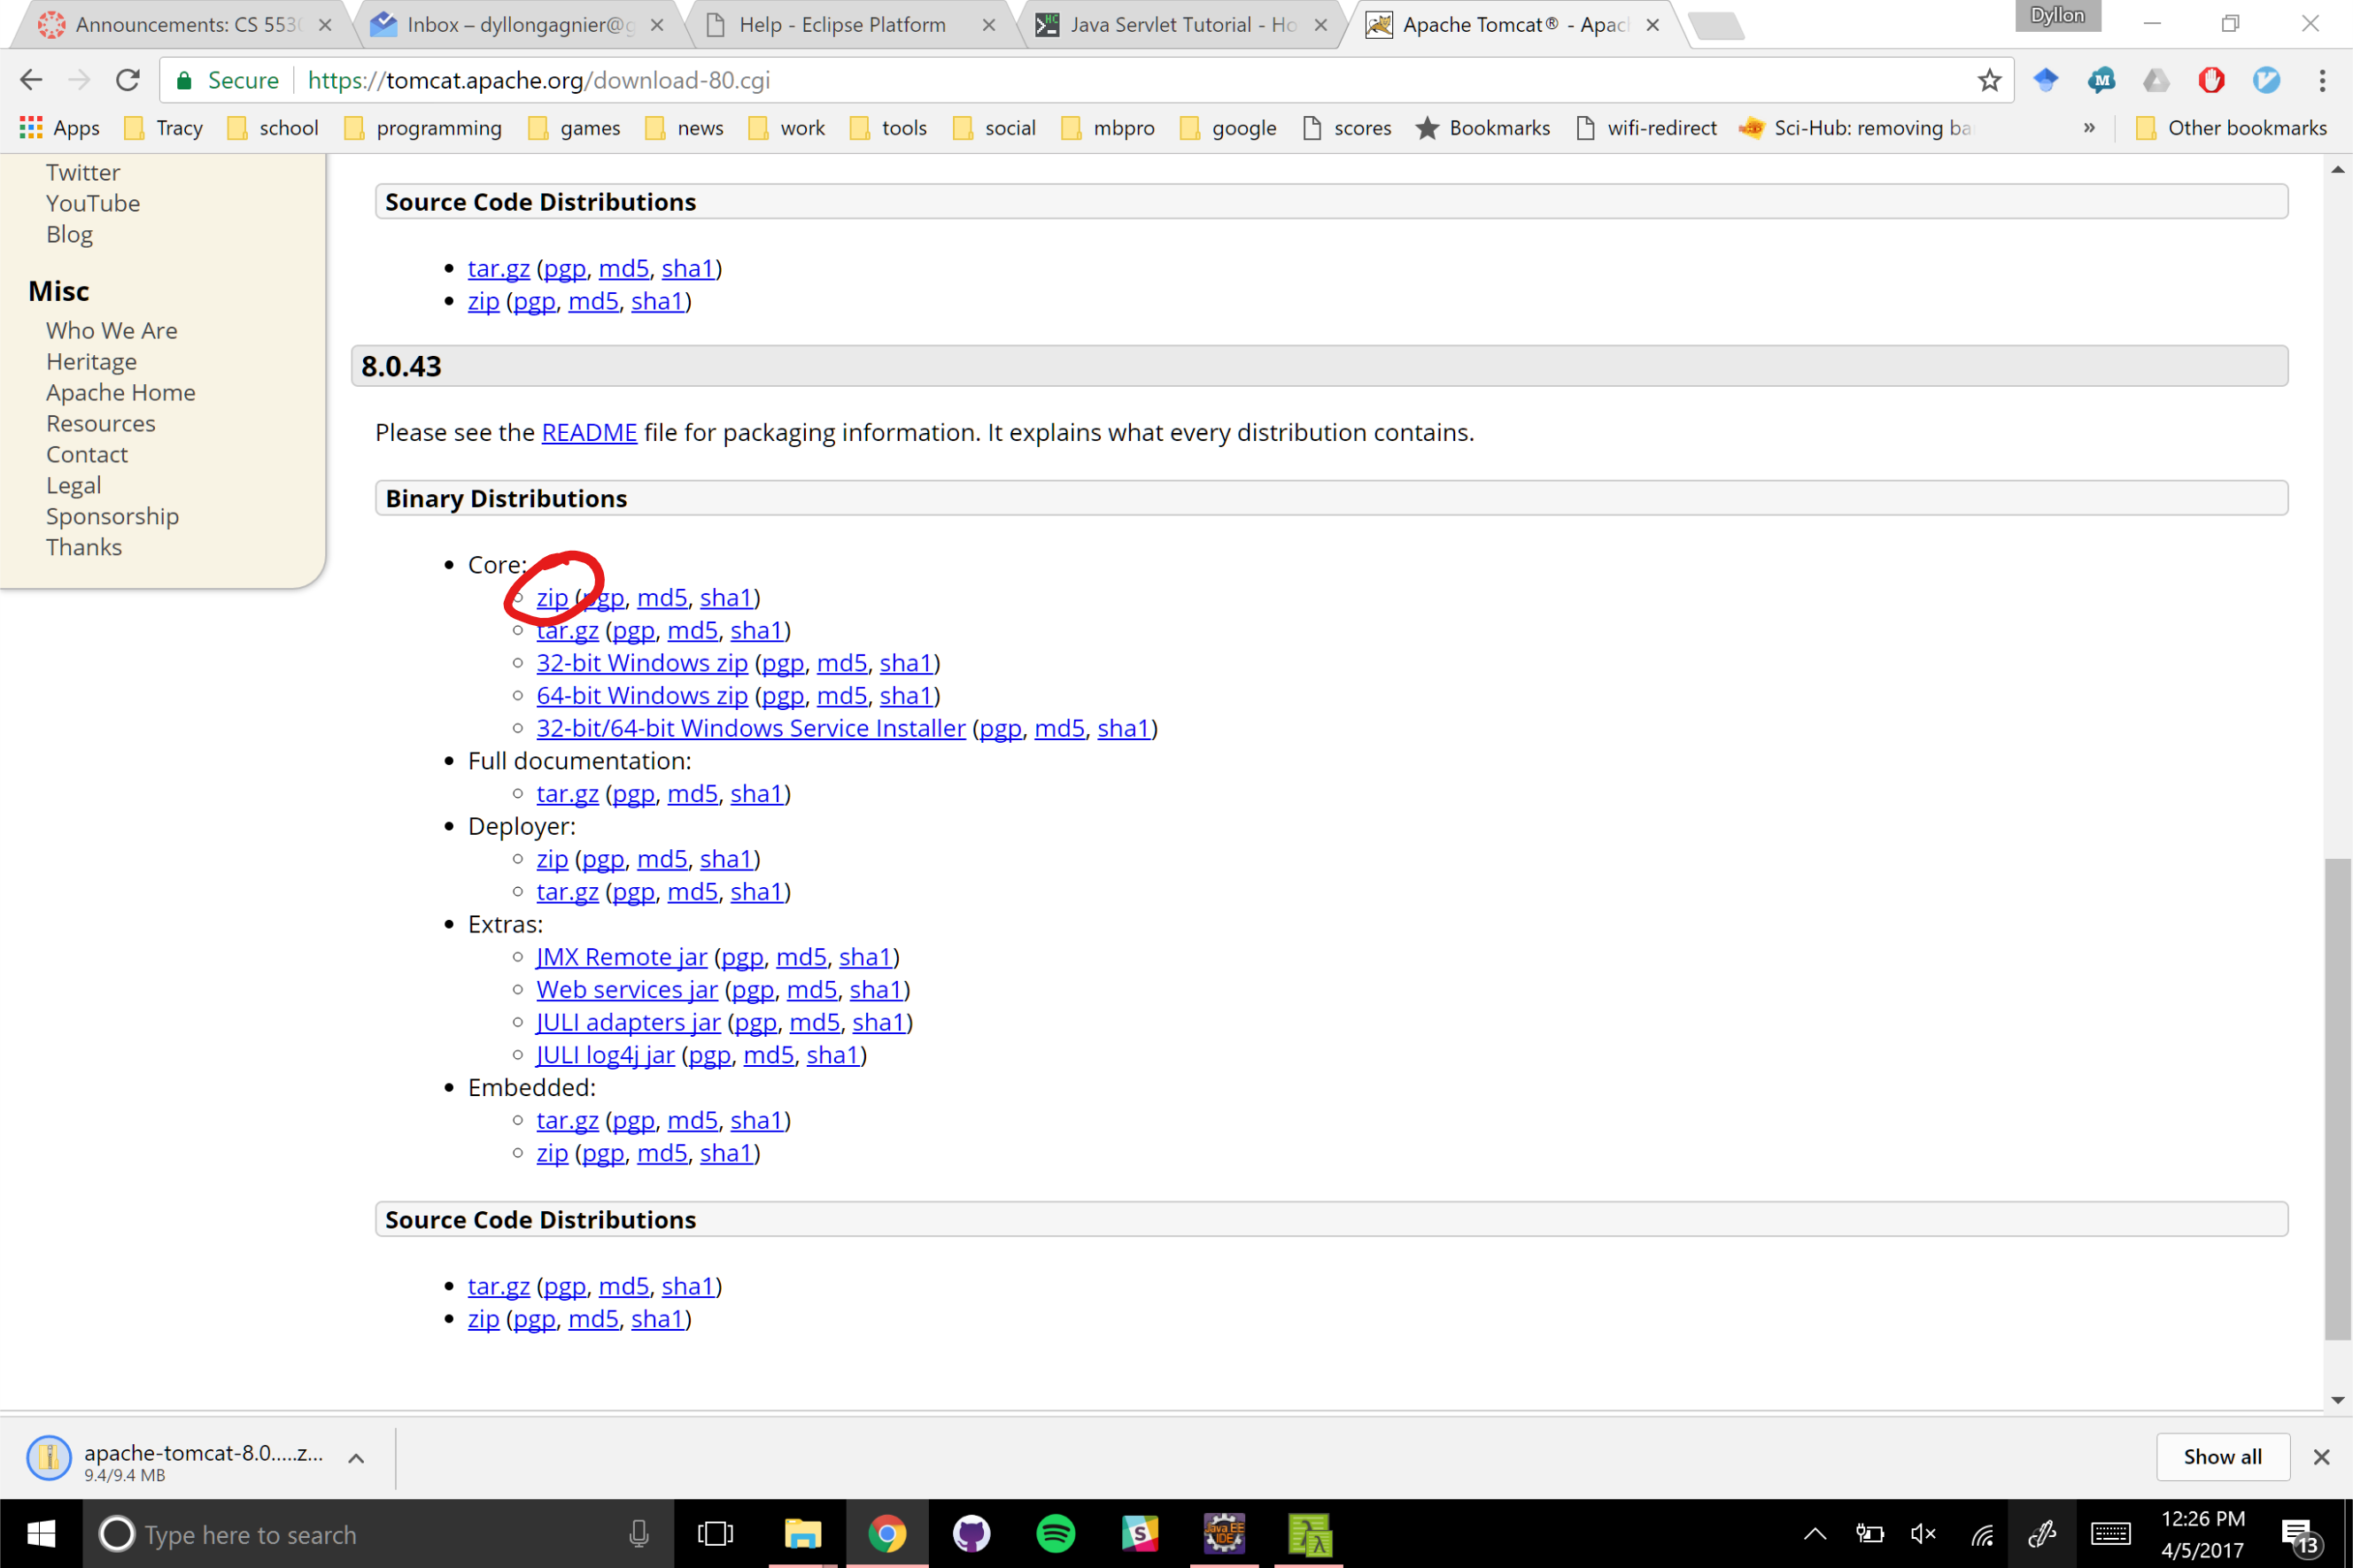 Announcements: CS 553
Inbox – dyllongagnier@g
Help - Eclipse Platform
Java Servlet Tutorial - Ho
Apache Tomcat® - Apac
Dyllon
Secure https://tomcat.apache.org/download-80.cgi
Apps Tracy school programming games news work tools social mbpro google scores Bookmarks wifi-redirect Sci-Hub: removing ba » Other bookmarks
Twitter
YouTube
Blog
Misc
Who We Are
Heritage
Apache Home
Resources
Contact
Legal
Sponsorship
Thanks
Source Code Distributions
tar.gz (pgp, md5, sha1)
zip (pgp, md5, sha1)
8.0.43
Please see the README file for packaging information. It explains what every distribution contains.
Binary Distributions
Core:
zip (pgp, md5, sha1)
tar.gz (pgp, md5, sha1)
32-bit Windows zip (pgp, md5, sha1)
64-bit Windows zip (pgp, md5, sha1)
32-bit/64-bit Windows Service Installer (pgp, md5, sha1)
Full documentation:
tar.gz (pgp, md5, sha1)
Deployer:
zip (pgp, md5, sha1)
tar.gz (pgp, md5, sha1)
Extras:
JMX Remote jar (pgp, md5, sha1)
Web services jar (pgp, md5, sha1)
JULI adapters jar (pgp, md5, sha1)
JULI log4j jar (pgp, md5, sha1)
Embedded:
tar.gz (pgp, md5, sha1)
zip (pgp, md5, sha1)
Source Code Distributions
tar.gz (pgp, md5, sha1)
zip (pgp, md5, sha1)
apache-tomcat-8.0.....z...
9.4/9.4 MB
Show all
Type here to search
Java EE
IDE
12:26 PM
4/5/2017
13